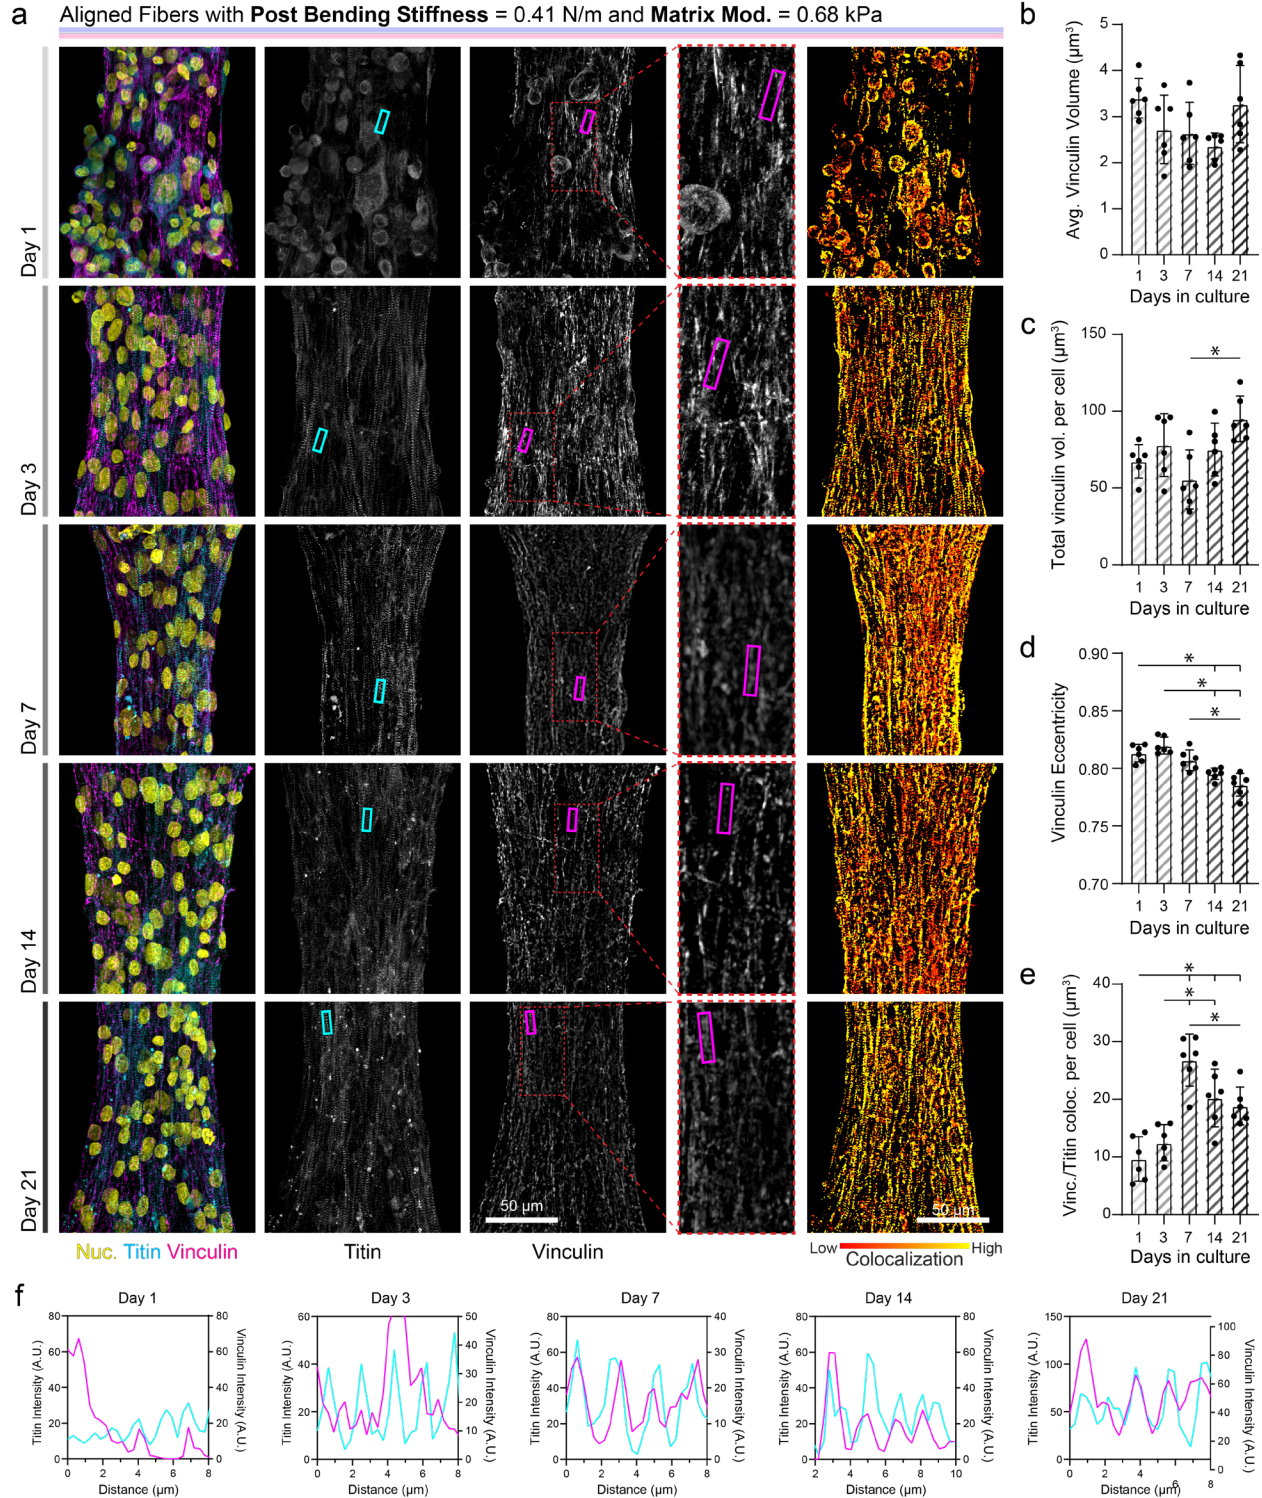 a
Aligned Fibers with Post Bending Stiffness = 0.41 N/m and Matrix Mod. = 0.68 kPa
Day 1
Day 3
Day 7
Day 14
Day 21
50 µm
50 µm
Nuc. Titin Vinculin
Titin
Vinculin
Low High
Colocalization
b
Avg. Vinculin Volume (µm³)
5
4
3
2
1
0
1 3 7 14 21
Days in culture
c
Total vinculin vol. per cell (µm³)
150
100
50
0
*
1 3 7 14 21
Days in culture
d
Vinculin Eccentricity
0.90
0.85
0.80
0.75
0.70
*
*
*
1 3 7 14 21
Days in culture
e
Vinc./Titin coloc. per cell (µm³)
40
30
20
10
0
*
*
*
1 3 7 14 21
Days in culture
f
Day 1
Titin Intensity (A.U.)
80
60
40
20
0
80
60
40
20
0
Vinculin Intensity (A.U.)
0 2 4 6 8
Distance (µm)
Day 3
Titin Intensity (A.U.)
60
40
20
0
50
40
30
20
10
0
Vinculin Intensity (A.U.)
0 2 4 6 8
Distance (µm)
Day 7
Titin Intensity (A.U.)
80
60
40
20
0
40
30
20
10
0
Vinculin Intensity (A.U.)
0 2 4 6 8
Distance (µm)
Day 14
Titin Intensity (A.U.)
80
60
40
20
0
80
60
40
20
0
Vinculin Intensity (A.U.)
2 4 6 8 10
Distance (µm)
Day 21
Titin Intensity (A.U.)
150
100
50
0
100
80
60
40
20
0
Vinculin Intensity (A.U.)
0 2 4 6 8
Distance (µm)